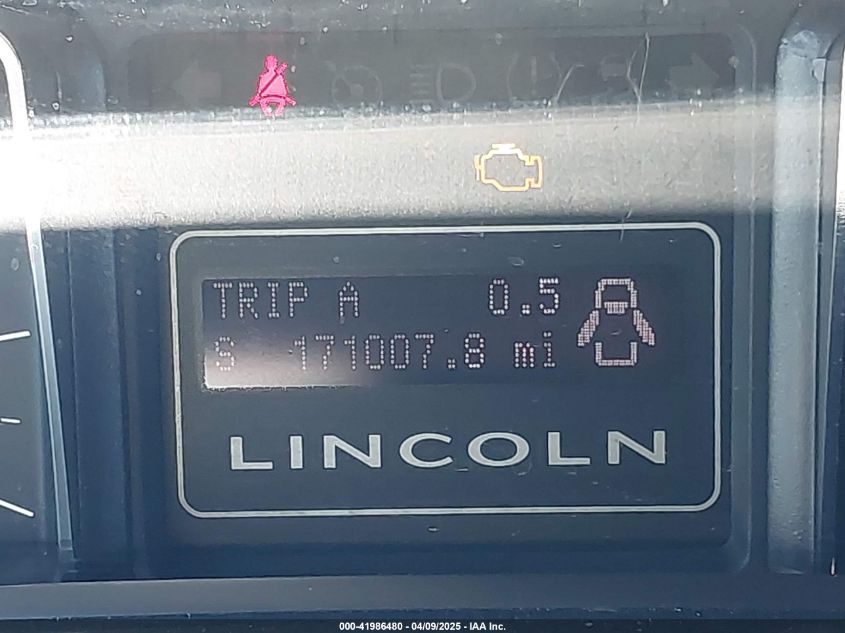 TRIP A 0.5
S 171007.8 mi
LINCOLN
000-41986480 - 04/09/2025 - IAA Inc.